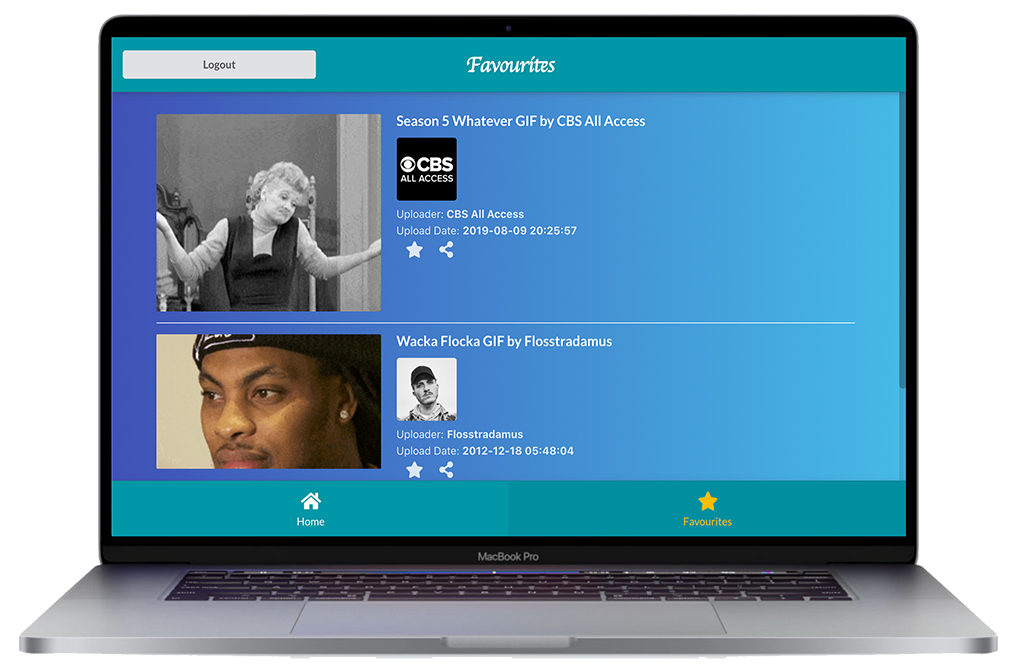 Logout
Favourites
Season 5 Whatever GIF by CBS All Access
CBS
ALL ACCESS
Uploader: CBS All Access
Upload Date: 2019-08-09 20:25:57
Wacka Flocka GIF by Flosstradamus
Uploader: Flosstradamus
Upload Date: 2012-12-18 05:48:04
Home
Favourites
MacBook Pro